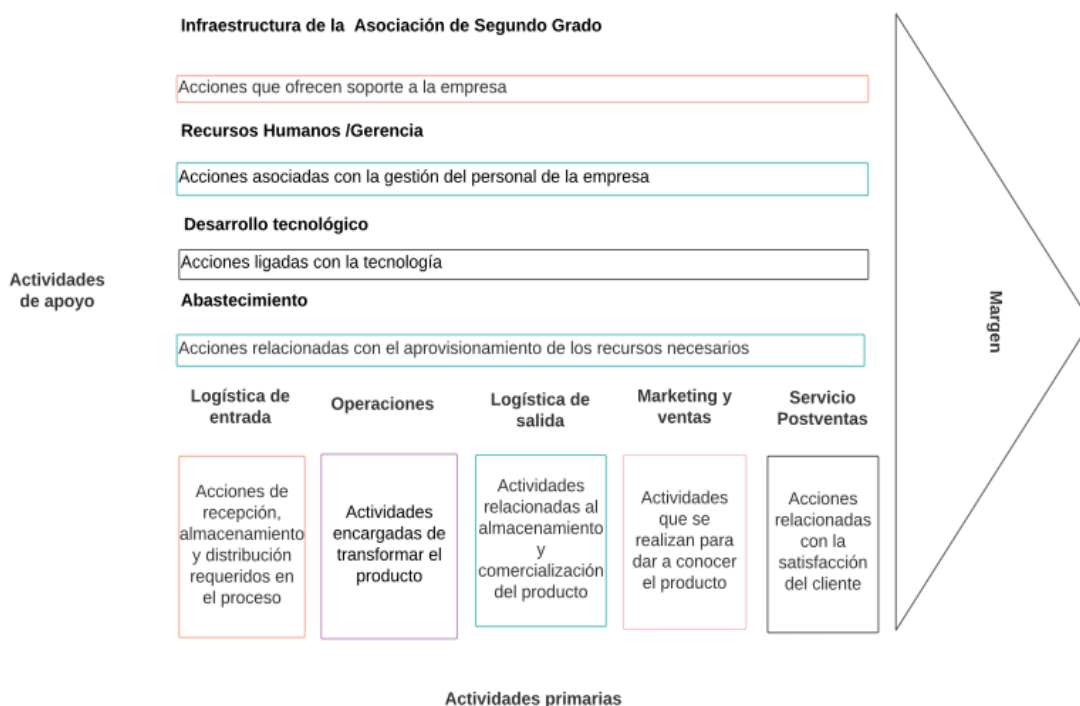 Infraestructura de la Asociación de Segundo Grado
Acciones que ofrecen soporte a la empresa
Recursos Humanos /Gerencia
Acciones asociadas con la gestión del personal de la empresa
Desarrollo tecnológico
Acciones ligadas con la tecnología
Actividades
de apoyo
Abastecimiento
Acciones relacionadas con el aprovisionamiento de los recursos necesarios
Margen
Logística de
entrada
Operaciones
Logística de
salida
Marketing y
ventas
Servicio
Postventas
Acciones de
recepción,
almacenamiento
y distribución
requeridos en
el proceso
Actividades
encargadas de
transformar el
producto
Actividades
relacionadas al
almacenamiento
y
comercialización
del producto
Actividades
que se
realizan para
dar a conocer
el producto
Acciones
relacionadas
con la
satisfacción
del cliente
Actividades primarias